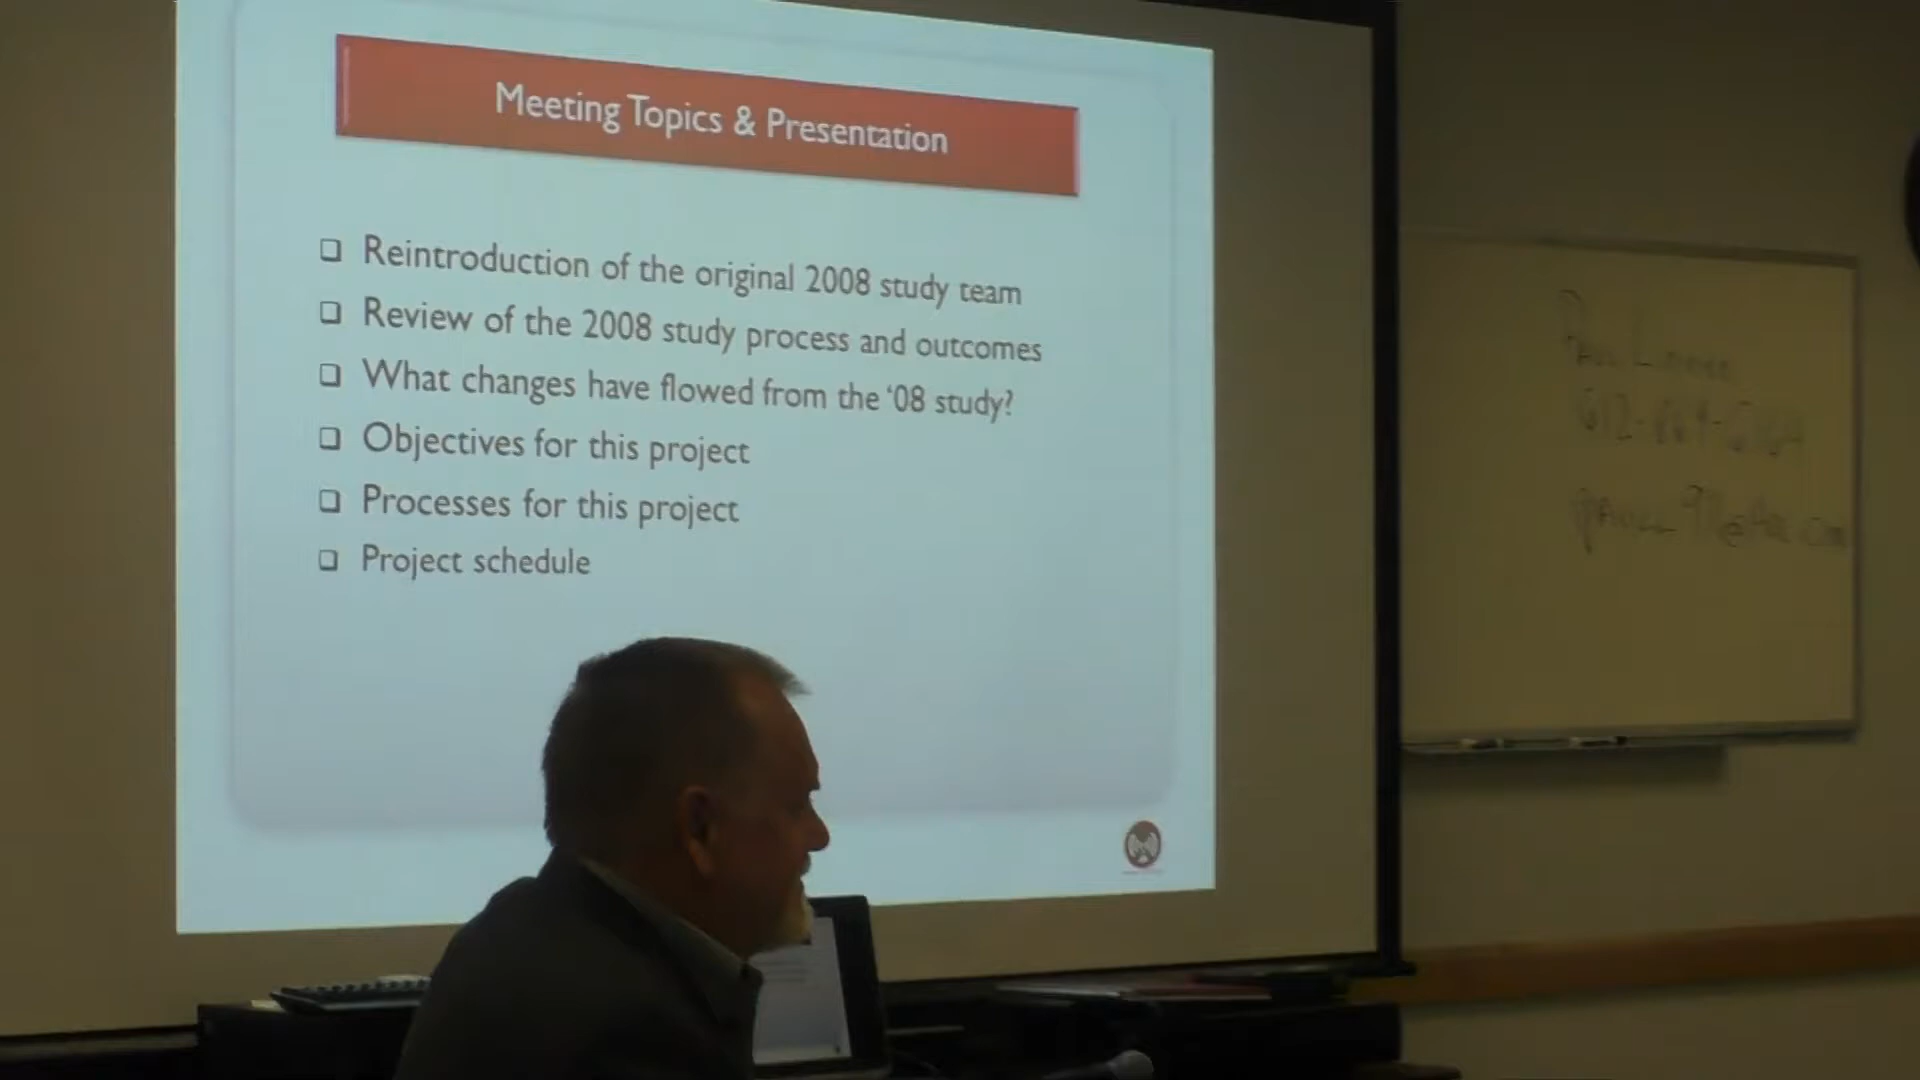 Meeting Topics & Presentation
❑ Reintroduction of the original 2008 study team
❑ Review of the 2008 study process and outcomes
❑ What changes have flowed from the ‘08 study?
❑ Objectives for this project
❑ Processes for this project
❑ Project schedule